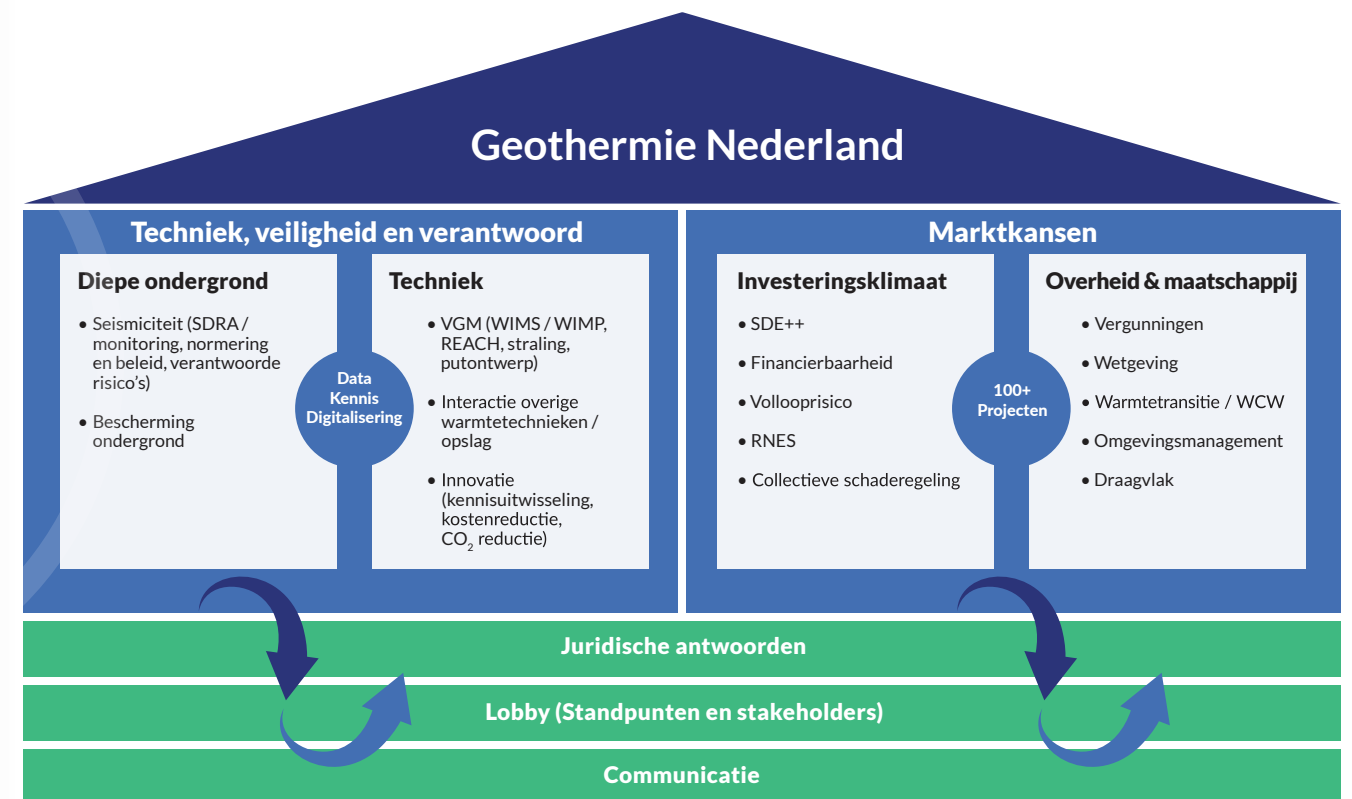 Geothermie Nederland
Techniek, veiligheid en verantwoord
Diepe ondergrond
• Seismiciteit (SDRA /
monitoring, normering
en beleid, verantwoorde
risico's)
• Bescherming
ondergrond
Data
Kennis
Digitalisering
Techniek
• VGM (WIMS / WIMP,
REACH, straling,
putontwerp)
• Interactie overige
warmtetechnieken /
opslag
• Innovatie
(kennisuitwisseling,
kostenreductie,
CO₂ reductie)
Marktkansen
Investeringsklimaat
• SDE++
• Financierbaarheid
• Vollooprisico
• RNES
• Collectieve schaderegeling
100+
Projecten
Overheid & maatschappij
• Vergunningen
• Wetgeving
• Warmtetransitie / WCW
• Omgevingsmanagement
• Draagvlak
Juridische antwoorden
Lobby (Standpunten en stakeholders)
Communicatie